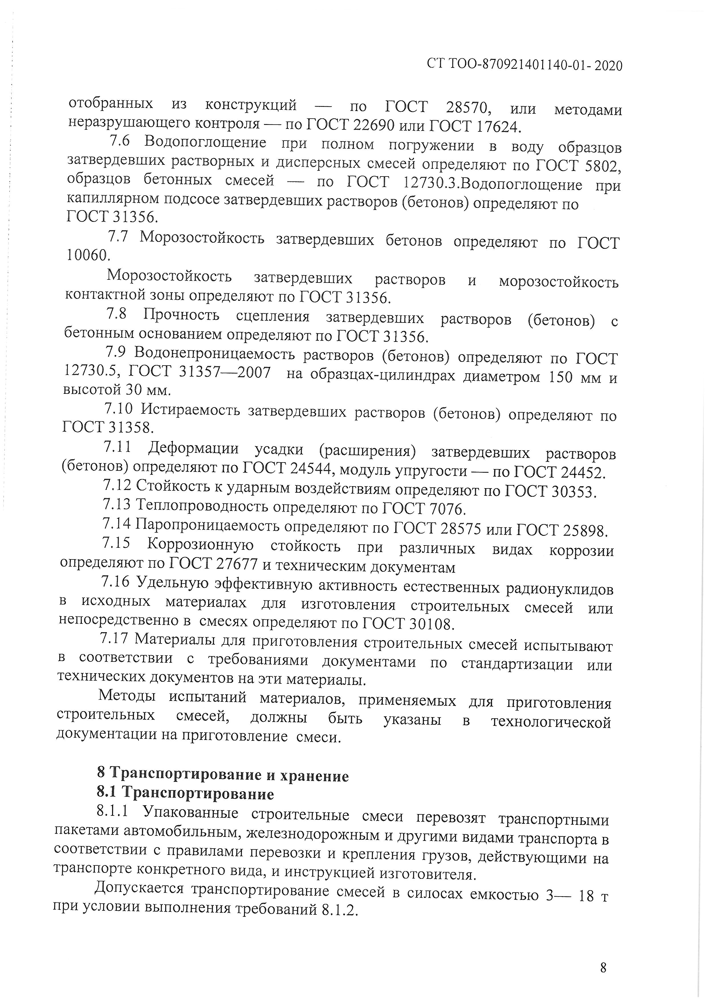 СТ ТОО-870921401140-01- 2020
отобранных из конструкций — по ГОСТ 28570, или методами
неразрушающего контроля — по ГОСТ 22690 или ГОСТ 17624.
7.6 Водопоглощение при полном погружении в воду образцов
затвердевших растворных и дисперсных смесей определяют по ГОСТ 5802,
образцов бетонных смесей — по ГОСТ 12730.3.Водопоглощение при
капиллярном подсосе затвердевших растворов (бетонов) определяют по
ГОСТ 31356.
7.7 Морозостойкость затвердевших бетонов определяют по ГОСТ
10060.
Морозостойкость затвердевших растворов и морозостойкость
контактной зоны определяют по ГОСТ 31356.
7.8 Прочность сцепления затвердевших растворов (бетонов) с
бетонным основанием определяют по ГОСТ 31356.
7.9 Водонепроницаемость растворов (бетонов) определяют по ГОСТ
12730.5, ГОСТ 31357—2007 на образцах-цилиндрах диаметром 150 мм и
высотой 30 мм.
7.10 Истираемость затвердевших растворов (бетонов) определяют по
ГОСТ 31358.
7.11 Деформации усадки (расширения) затвердевших растворов
(бетонов) определяют по ГОСТ 24544, модуль упругости — по ГОСТ 24452.
7.12 Стойкость к ударным воздействиям определяют по ГОСТ 30353.
7.13 Теплопроводность определяют по ГОСТ 7076.
7.14 Паропроницаемость определяют по ГОСТ 28575 или ГОСТ 25898.
7.15 Коррозионную стойкость при различных видах коррозии
определяют по ГОСТ 27677 и техническим документам
7.16 Удельную эффективную активность естественных радионуклидов
в исходных материалах для изготовления строительных смесей или
непосредственно в смесях определяют по ГОСТ 30108.
7.17 Материалы для приготовления строительных смесей испытывают
в соответствии с требованиями документами по стандартизации или
технических документов на эти материалы.
Методы испытаний материалов, применяемых для приготовления
строительных смесей, должны быть указаны в технологической
документации на приготовление смеси.
8 Транспортирование и хранение
8.1 Транспортирование
8.1.1 Упакованные строительные смеси перевозят транспортными
пакетами автомобильным, железнодорожным и другими видами транспорта в
соответствии с правилами перевозки и крепления грузов, действующими на
транспорте конкретного вида, и инструкцией изготовителя.
Допускается транспортирование смесей в силосах емкостью 3— 18 т
при условии выполнения требований 8.1.2.
8